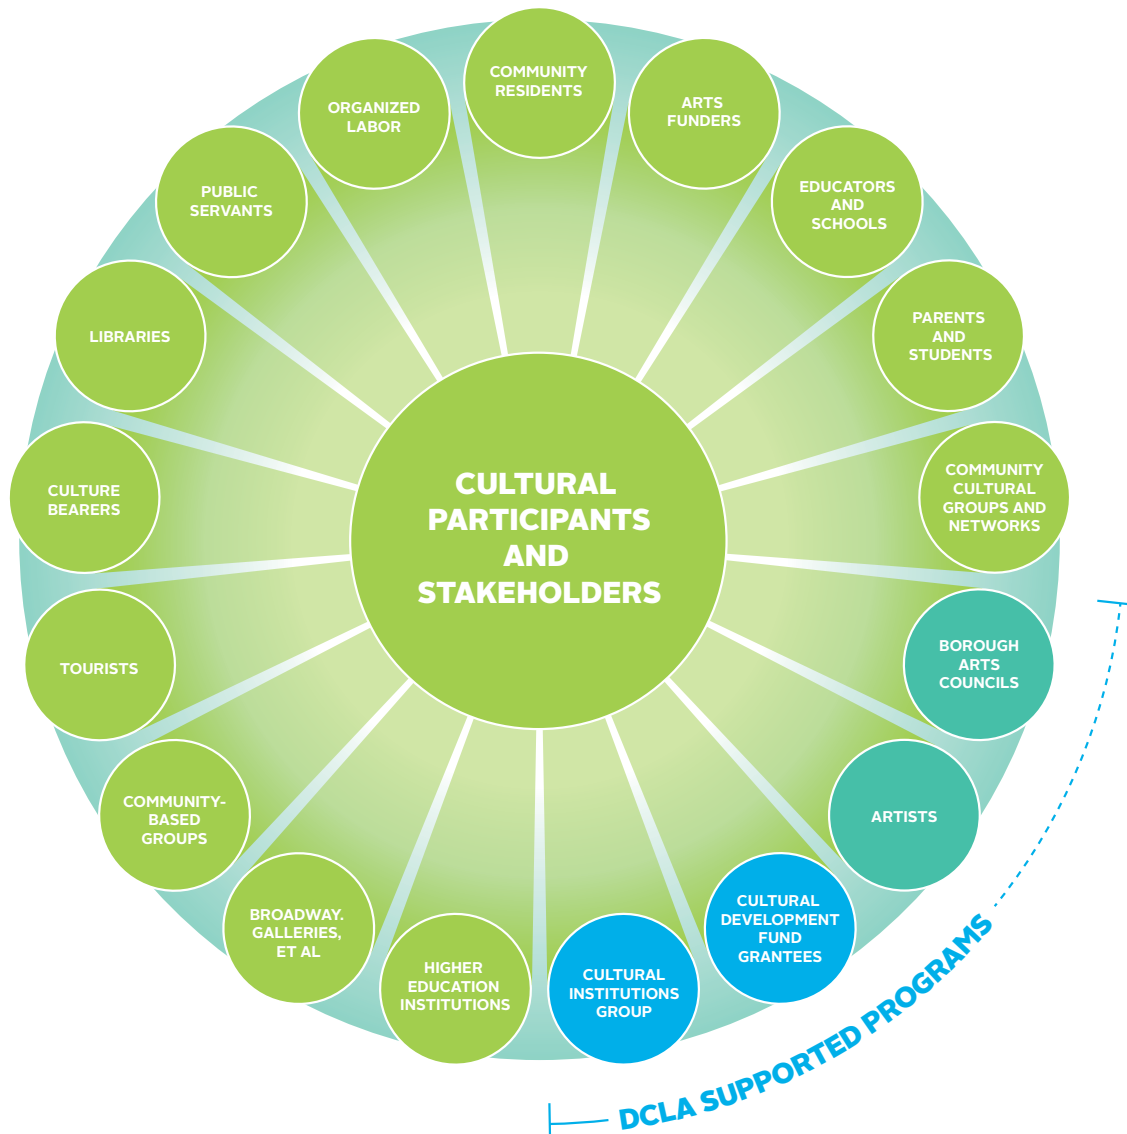 COMMUNITY
RESIDENTS
ARTS
FUNDERS
EDUCATORS
AND
SCHOOLS
PARENTS
AND
STUDENTS
COMMUNITY
CULTURAL
GROUPS AND
NETWORKS
BOROUGH
ARTS
COUNCILS
ARTISTS
CULTURAL
DEVELOPMENT
FUND
GRANTEES
CULTURAL
INSTITUTIONS
GROUP
HIGHER
EDUCATION
INSTITUTIONS
BROADWAY.
GALLERIES,
ET AL
COMMUNITY-
BASED
GROUPS
TOURISTS
CULTURE
BEARERS
LIBRARIES
PUBLIC
SERVANTS
ORGANIZED
LABOR
CULTURAL
PARTICIPANTS
AND
STAKEHOLDERS
DCLA SUPPORTED PROGRAMS